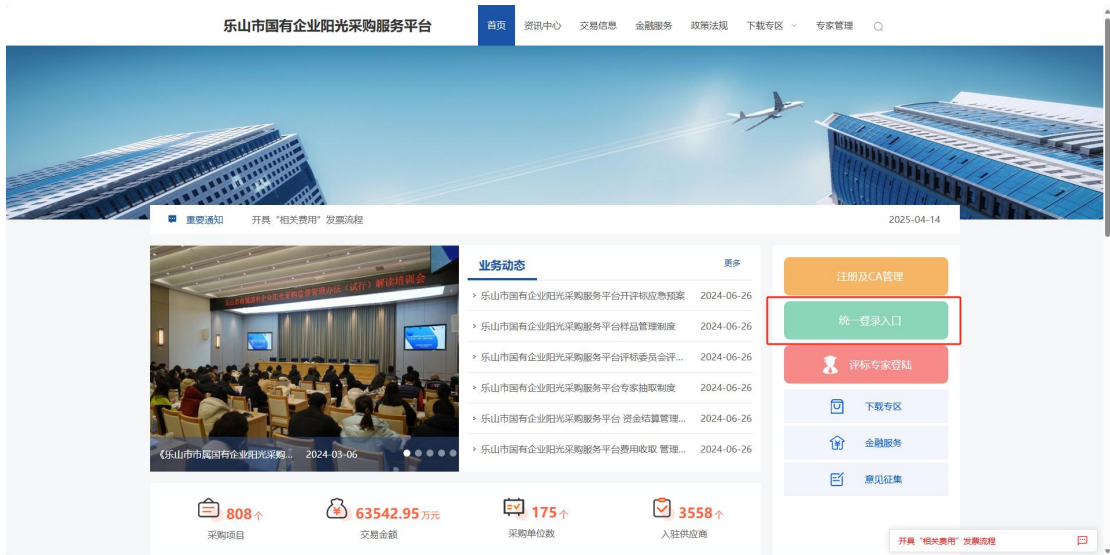 乐山市国有企业阳光采购服务平台
首页 资讯中心 交易信息 金融服务 政策法规 下载专区 专家管理
重要通知 开具“相关费用”发票流程 2025-04-14
业务动态 更多
乐山市国有企业阳光采购服务平台开评标应急预案 2024-06-26
乐山市国有企业阳光采购服务平台样品管理制度 2024-06-26
乐山市国有企业阳光采购服务平台评标委员会评... 2024-06-26
乐山市国有企业阳光采购服务平台专家抽取制度 2024-06-26
乐山市国有企业阳光采购服务平台 资金结算管理... 2024-06-26
乐山市国有企业阳光采购服务平台费用收取 管理... 2024-06-26
《乐山市市属国有企业阳光采购... 2024-03-06
注册及CA管理
统一登录入口
评标专家登陆
下载专区
金融服务
意见征集
808个
采购项目
63542.95万元
交易金额
175个
采购单位数
3558个
入驻供应商
开具“相关费用”发票流程